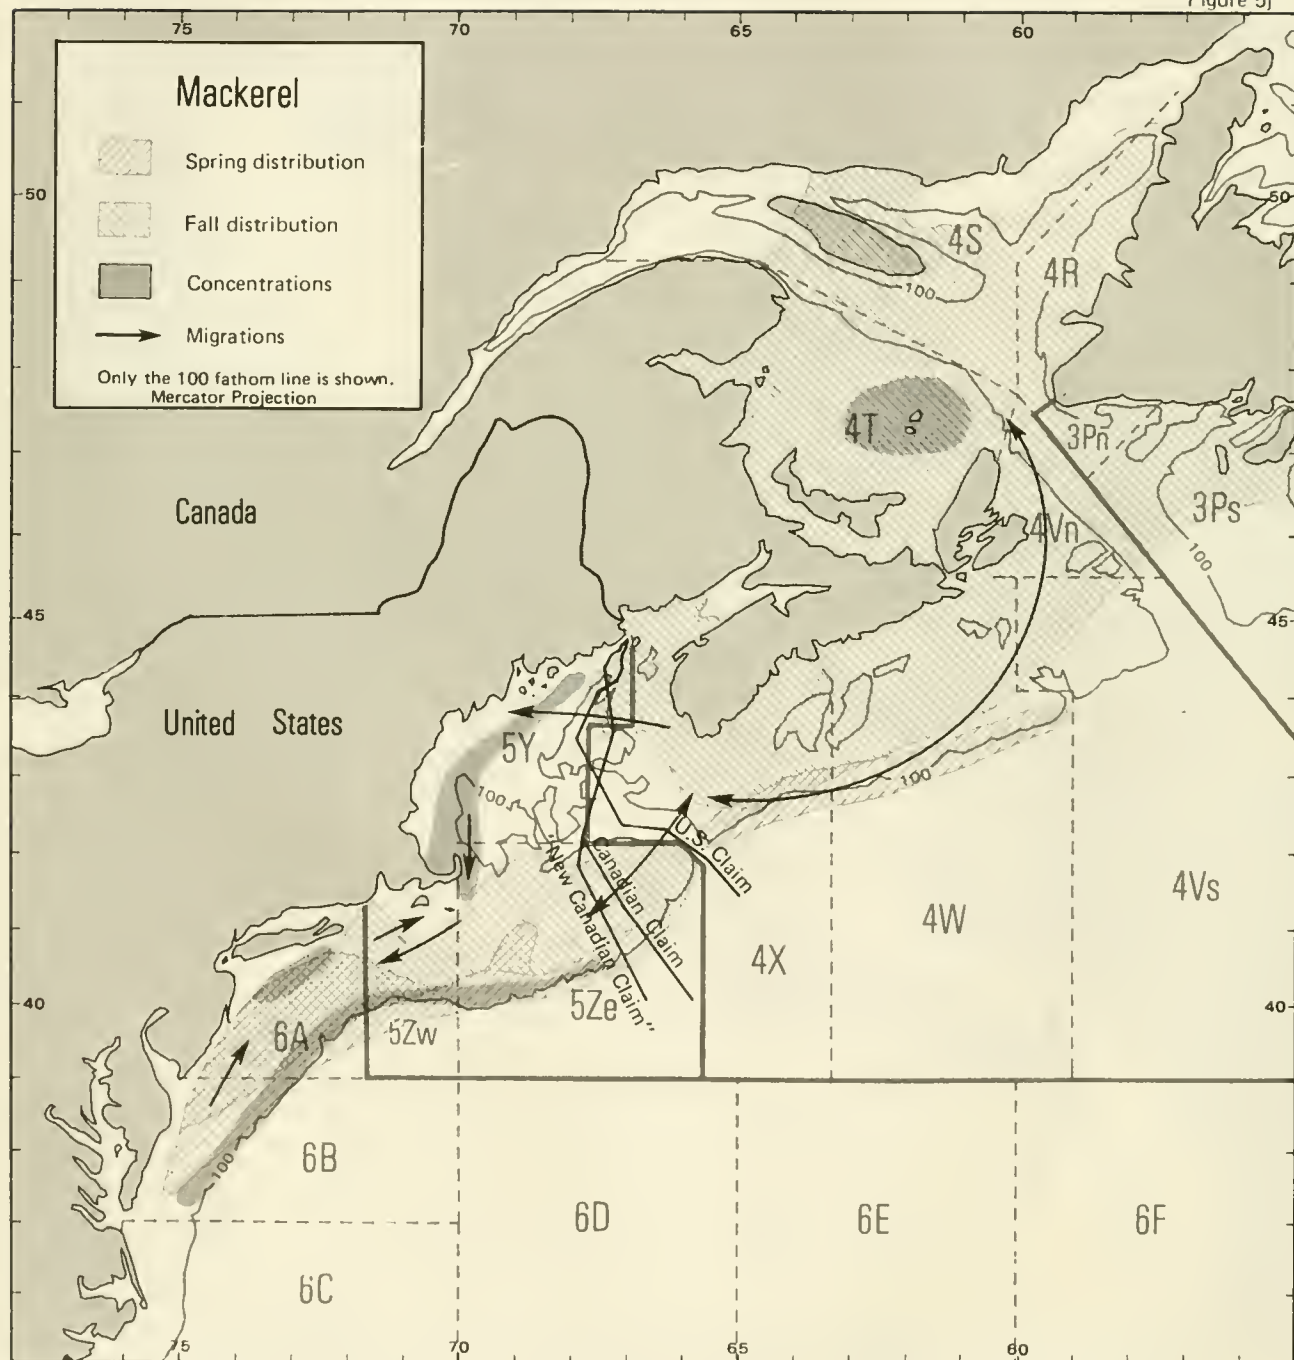 Figure 5j
75
70
65
60
Mackerel
Spring distribution
Fall distribution
Concentrations
Migrations
Only the 100 fathom line is shown.
Mercator Projection
50
50
4S
4R
100
4T
3Pn
3Ps
100
4Vn
Canada
45
45
United States
5Y
100
100
U.S. Claim
Canadian Claim
"New Canadian Claim"
4Vs
4W
4X
40
40
5Ze
5Zw
6A
100
6B
6D
6E
6F
6C
75
70
65
60